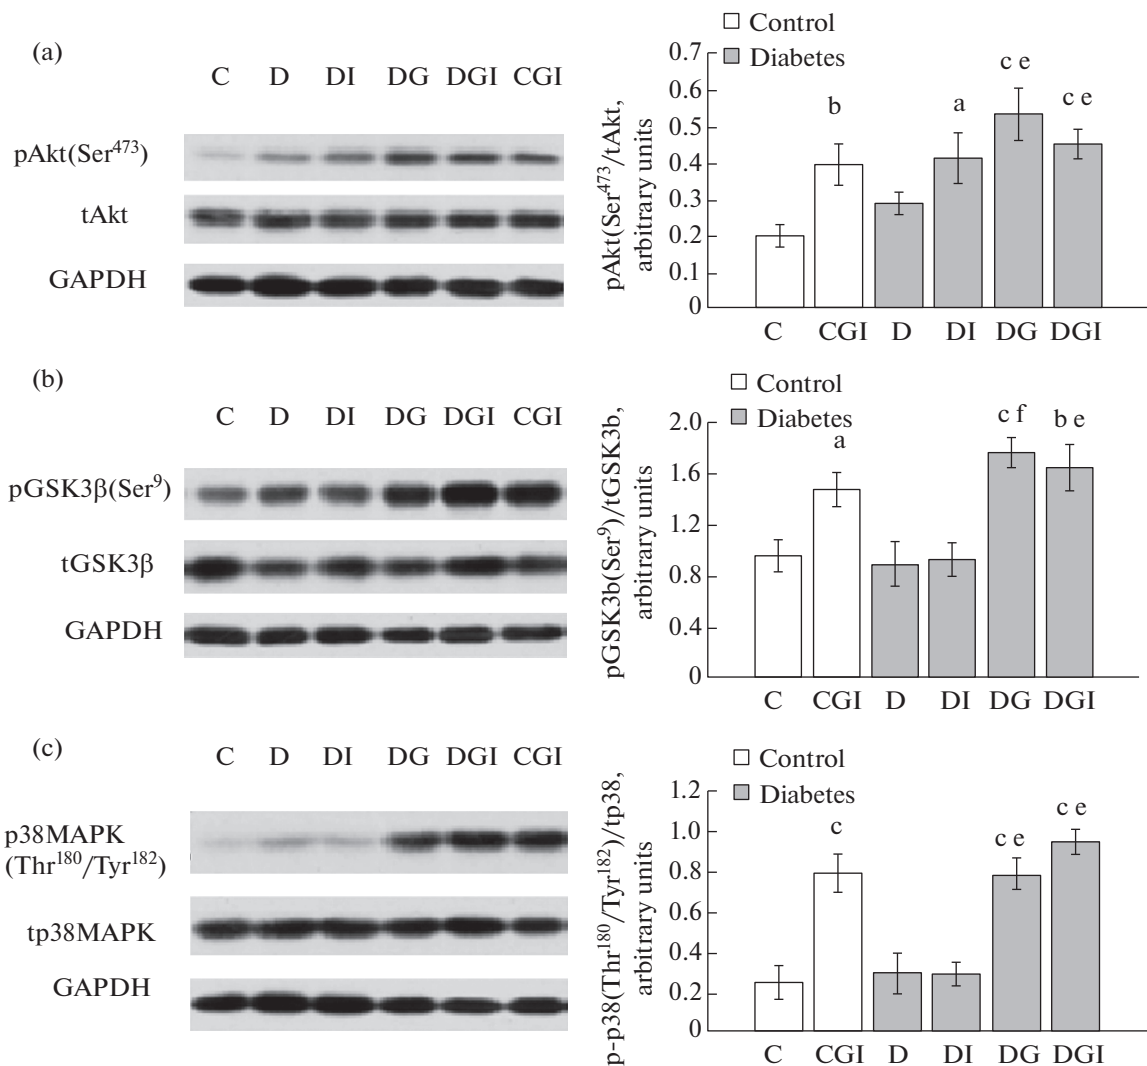 (a)
C D DI DG DGI CGI
pAkt(Ser⁴⁷³)
tAkt
GAPDH
Control
Diabetes
pAkt(Ser⁴⁷³/tAkt,
arbitrary units
0.7
0.6
0.5
0.4
0.3
0.2
0.1
0
b
a
c e
c e
C CGI D DI DG DGI
(b)
C D DI DG DGI CGI
pGSK3β(Ser⁹)
tGSK3β
GAPDH
Control
Diabetes
pGSK3b(Ser⁹)/tGSK3b,
arbitrary units
2.0
1.6
1.2
0.8
0.4
0
a
c f
b e
C CGI D DI DG DGI
(c)
C D DI DG DGI CGI
p38MAPK
(Thr¹⁸⁰/Tyr¹⁸²)
tp38MAPK
GAPDH
Control
Diabetes
p-p38(Thr¹⁸⁰/Tyr¹⁸²)/tp38,
arbitrary units
1.2
1.0
0.8
0.6
0.4
0.2
0
c
c e
c e
C CGI D DI DG DGI